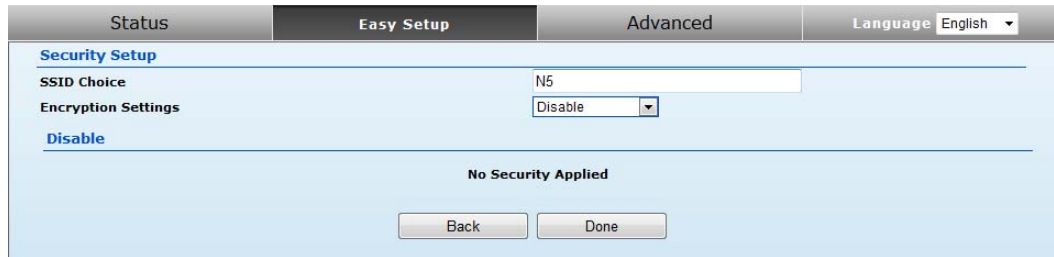 Status Easy Setup Advanced Language English
Security Setup
SSID Choice N5
Encryption Settings Disable
Disable
No Security Applied
Back Done